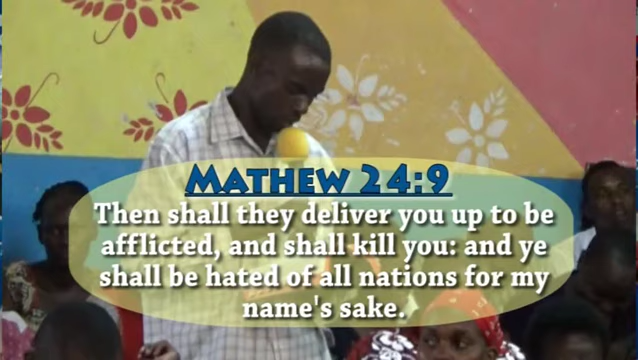 Mathew 24:9
Then shall they deliver you up to be
afflicted, and shall kill you: and ye
shall be hated of all nations for my
name's sake.